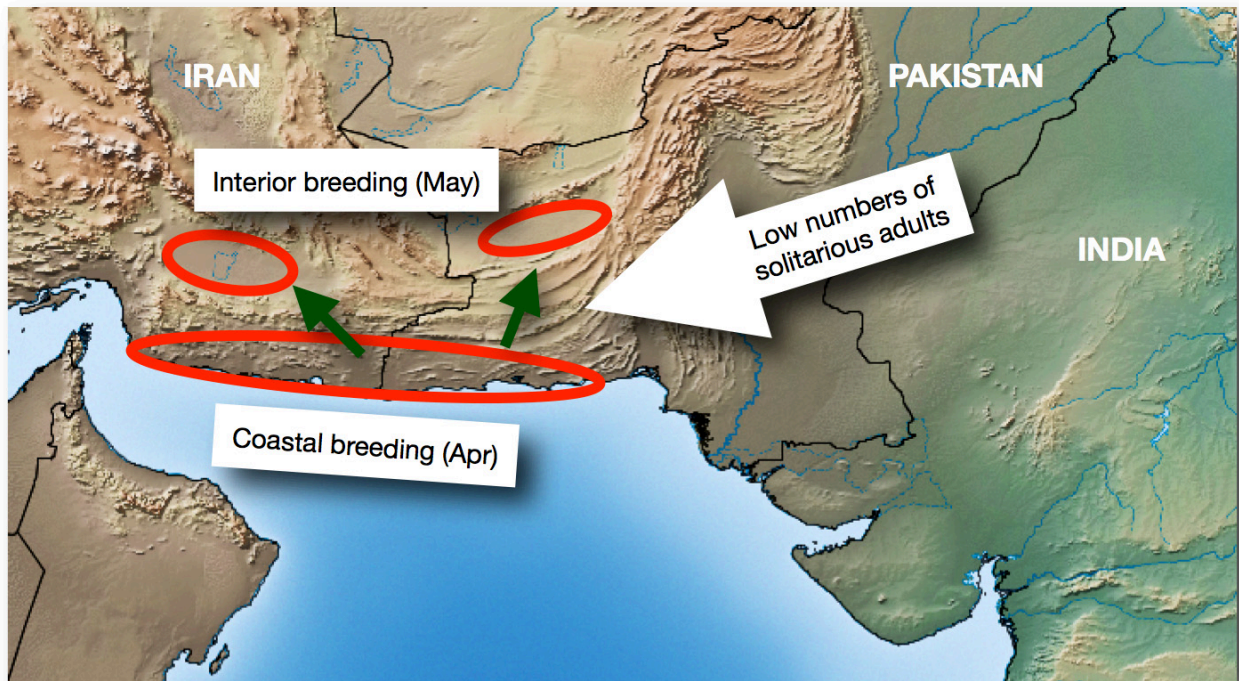 IRAN
PAKISTAN
Interior breeding (May)
Low numbers of
solitarious adults
INDIA
Coastal breeding (Apr)